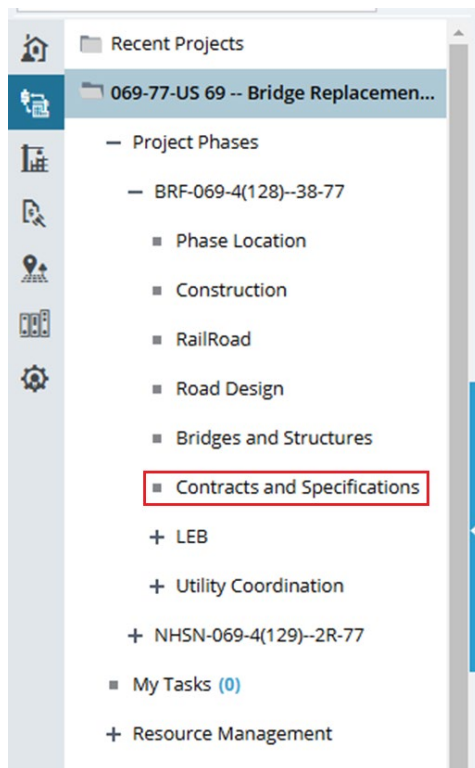 Recent Projects
069-77-US 69 -- Bridge Replacemen...
Project Phases
BRF-069-4(128)--38-77
Phase Location
Construction
RailRoad
Road Design
Bridges and Structures
Contracts and Specifications
LEB
Utility Coordination
NHSN-069-4(129)--2R-77
My Tasks (0)
Resource Management